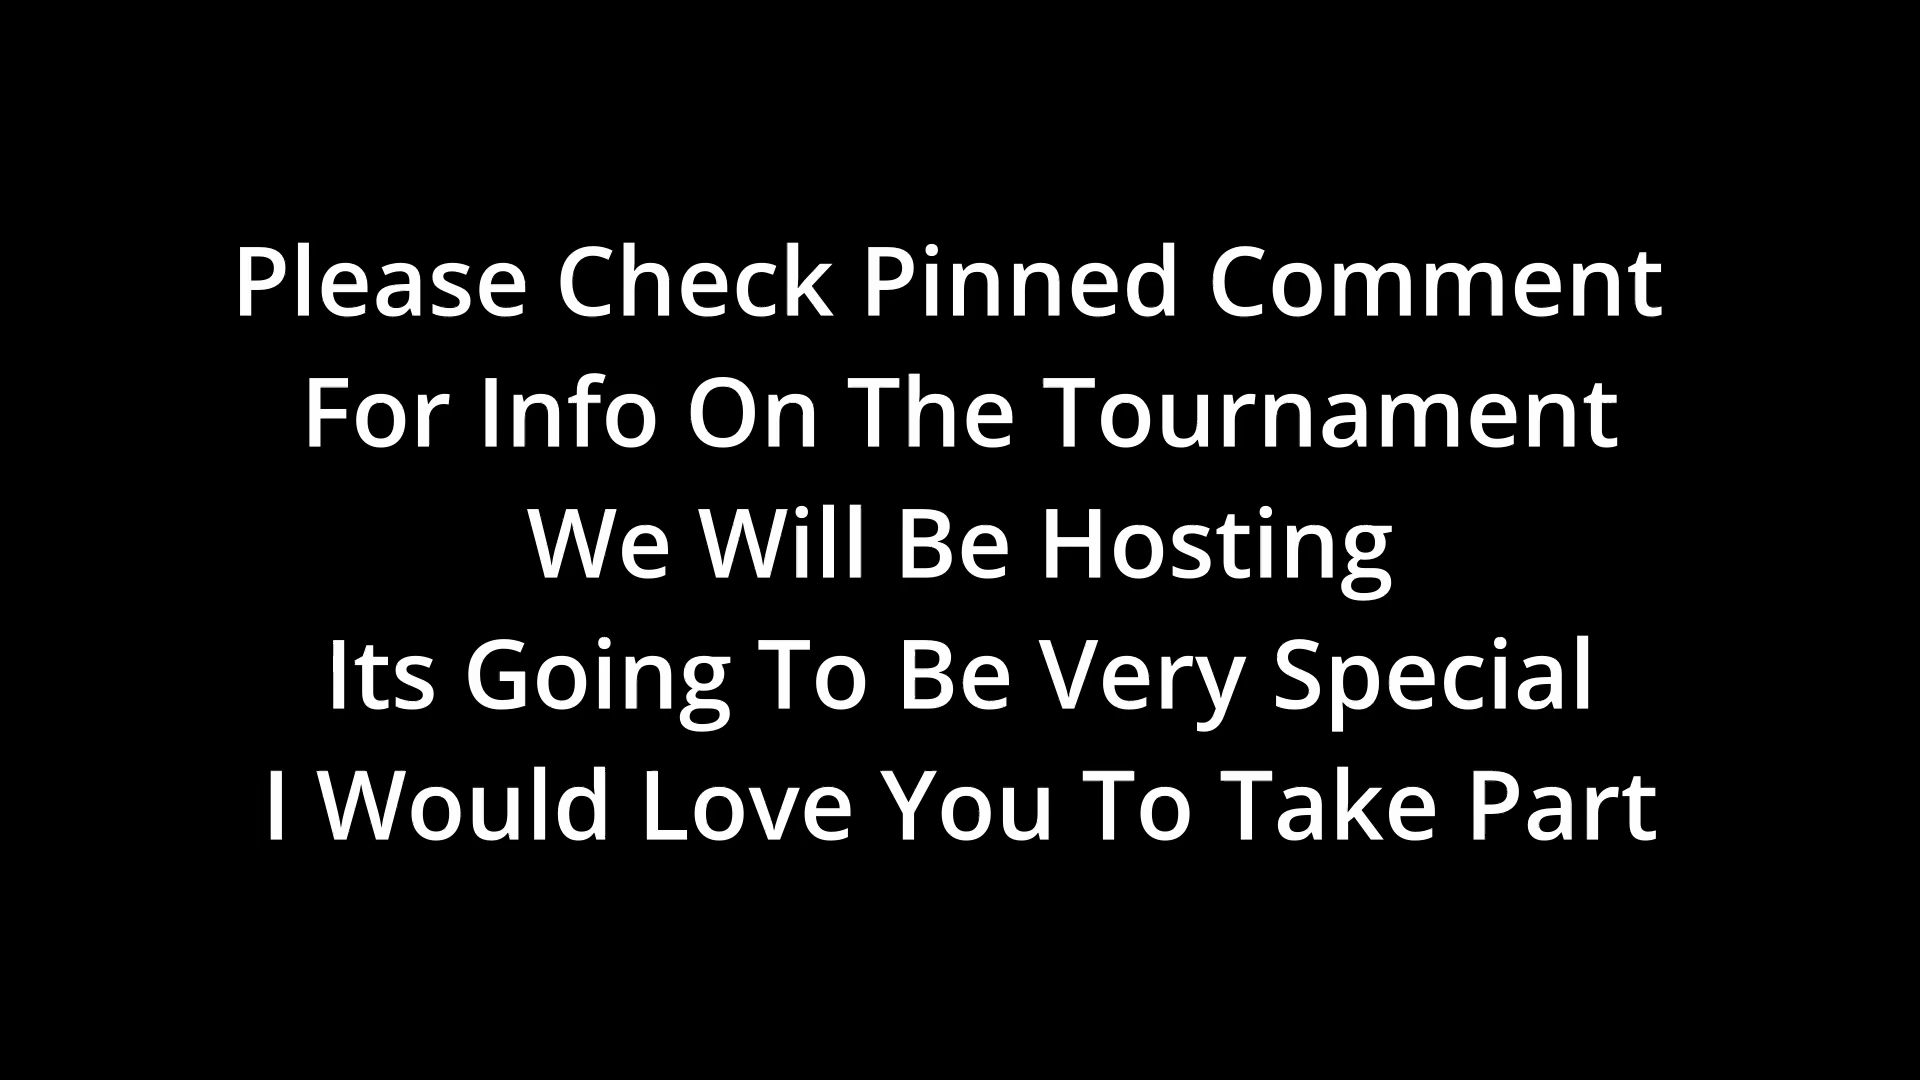 Please Check Pinned Comment
For Info On The Tournament
We Will Be Hosting
Its Going To Be Very Special
I Would Love You To Take Part